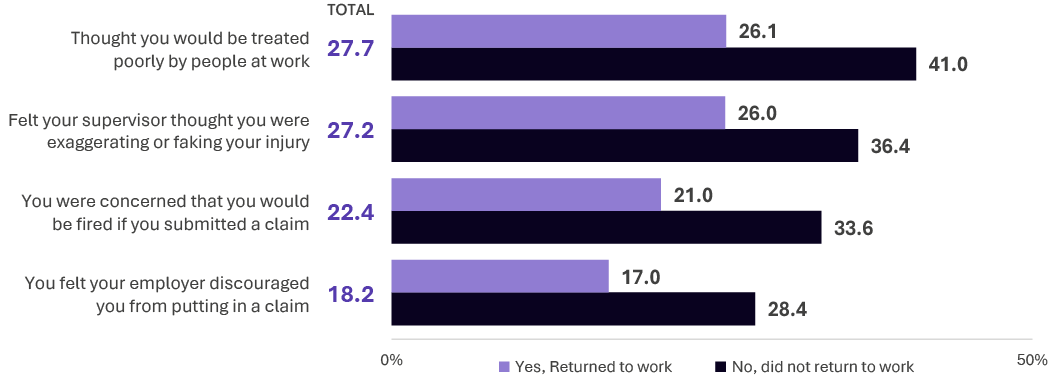 TOTAL
Thought you would be treated
poorly by people at work
27.7
26.1
41.0
Felt your supervisor thought you were
exaggerating or faking your injury
27.2
26.0
36.4
You were concerned that you would
be fired if you submitted a claim
22.4
21.0
33.6
You felt your employer discouraged
you from putting in a claim
18.2
17.0
28.4
0%
50%
Yes, Returned to work
No, did not return to work